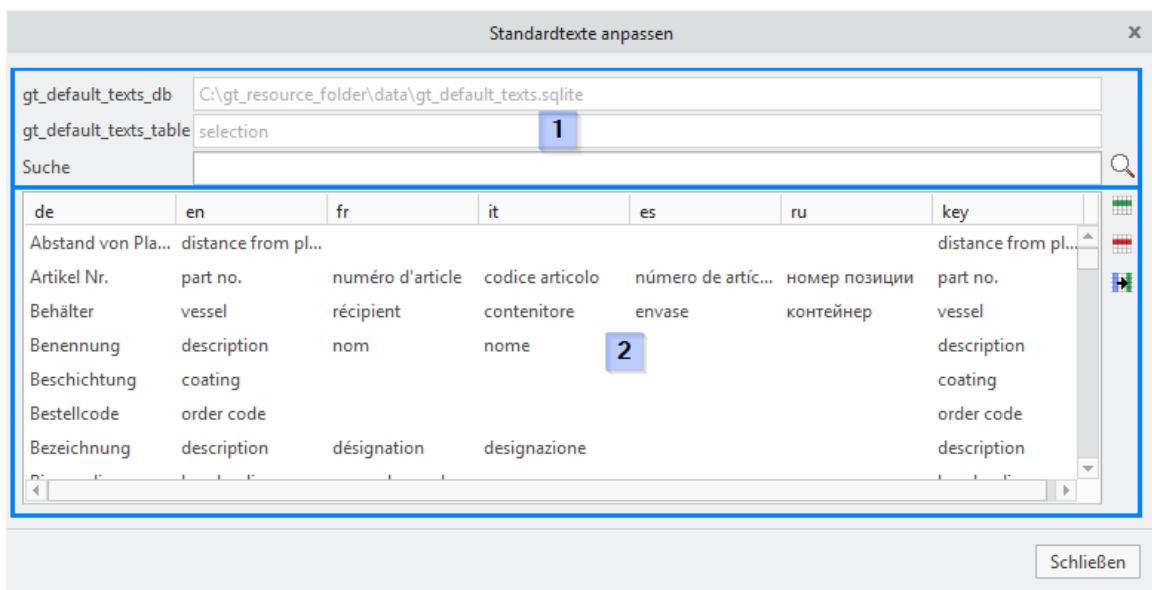 Standardtexte anpassen x
gt_default_texts_db C:\gt_resource_folder\data\gt_default_texts.sqlite
gt_default_texts_table selection
1
Suche
de en fr it es ru key
Abstand von Pla... distance from pl... distance from pl...
Artikel Nr. part no. numéro d'article codice articolo número de artíc... номер позиции part no.
Behälter vessel récipient contenitore envase контейнер vessel
Benennung description nom nome description
2
Beschichtung coating coating
Bestellcode order code order code
Bezeichnung description désignation designazione description
Schließen